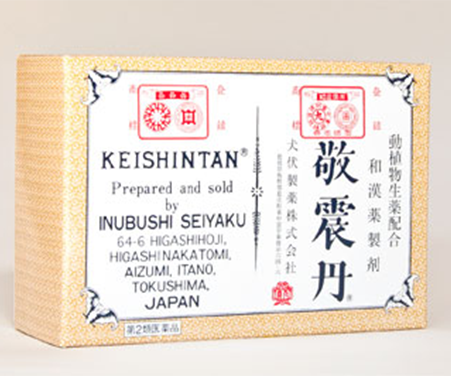 KEISHINTAN®
Prepared and sold
by
INUBUSHI SEIYAKU
64-6 HIGASHIHOJI,
HIGASHINAKATOMI,
AIZUMI, ITANO,
TOKUSHIMA,
JAPAN
第2類医薬品
動植物生薬配合
和漢薬製剤
敬震丹®
犬伏製薬株式会社